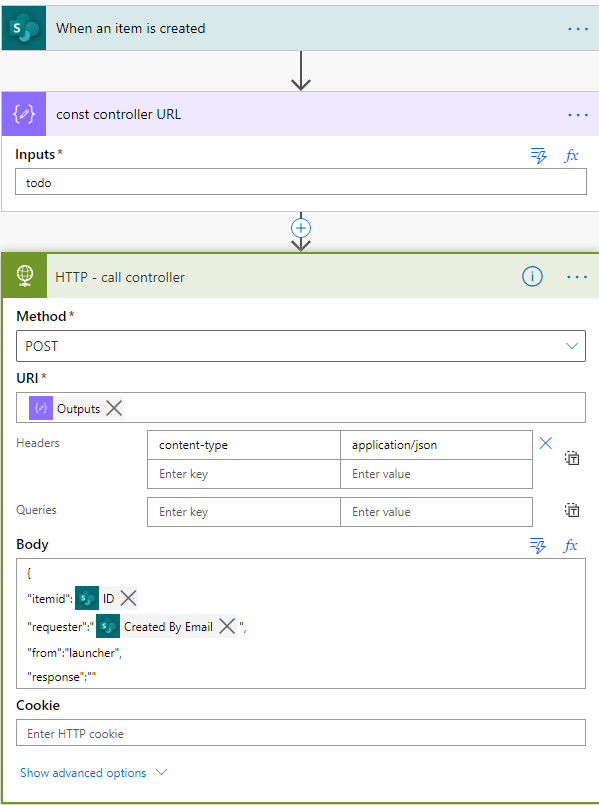 When an item is created
const controller URL
Inputs*
fx
todo
HTTP - call controller
Method*
POST
URI*
Outputs
Headers
content-type
application/json
Enter key
Enter value
Queries
Enter key
Enter value
Body
fx
{
"itemid": ID
"requester":" Created By Email ",
"from":"launcher",
"response":""
Cookie
Enter HTTP cookie
Show advanced options